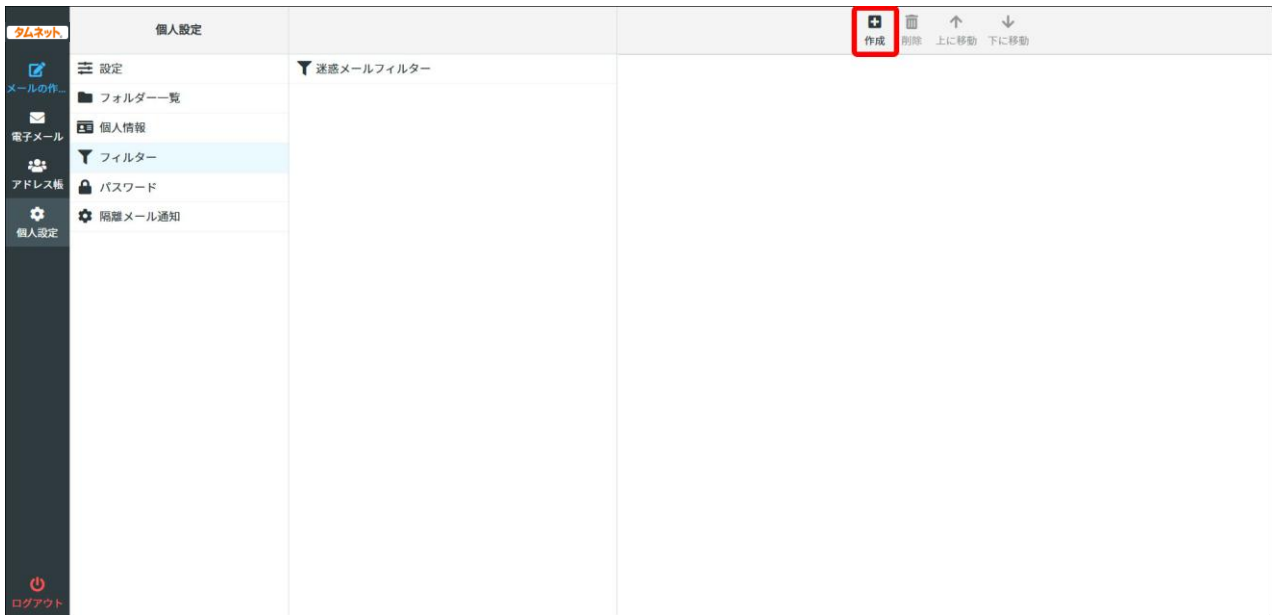 タムネット.
メールの作...
電子メール
アドレス帳
個人設定
ログアウト
個人設定
設定
フォルダー一覧
個人情報
フィルター
パスワード
隔離メール通知
迷惑メールフィルター
作成
削除
上に移動
下に移動